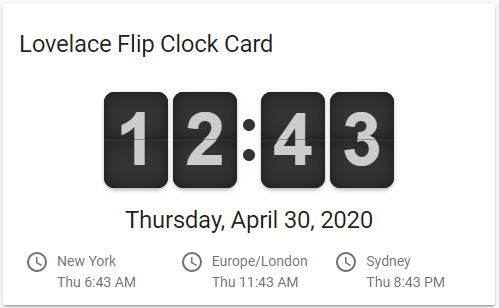 Lovelace Flip Clock Card
12:43
Thursday, April 30, 2020
New York Europe/London Sydney
Thu 6:43 AM Thu 11:43 AM Thu 8:43 PM